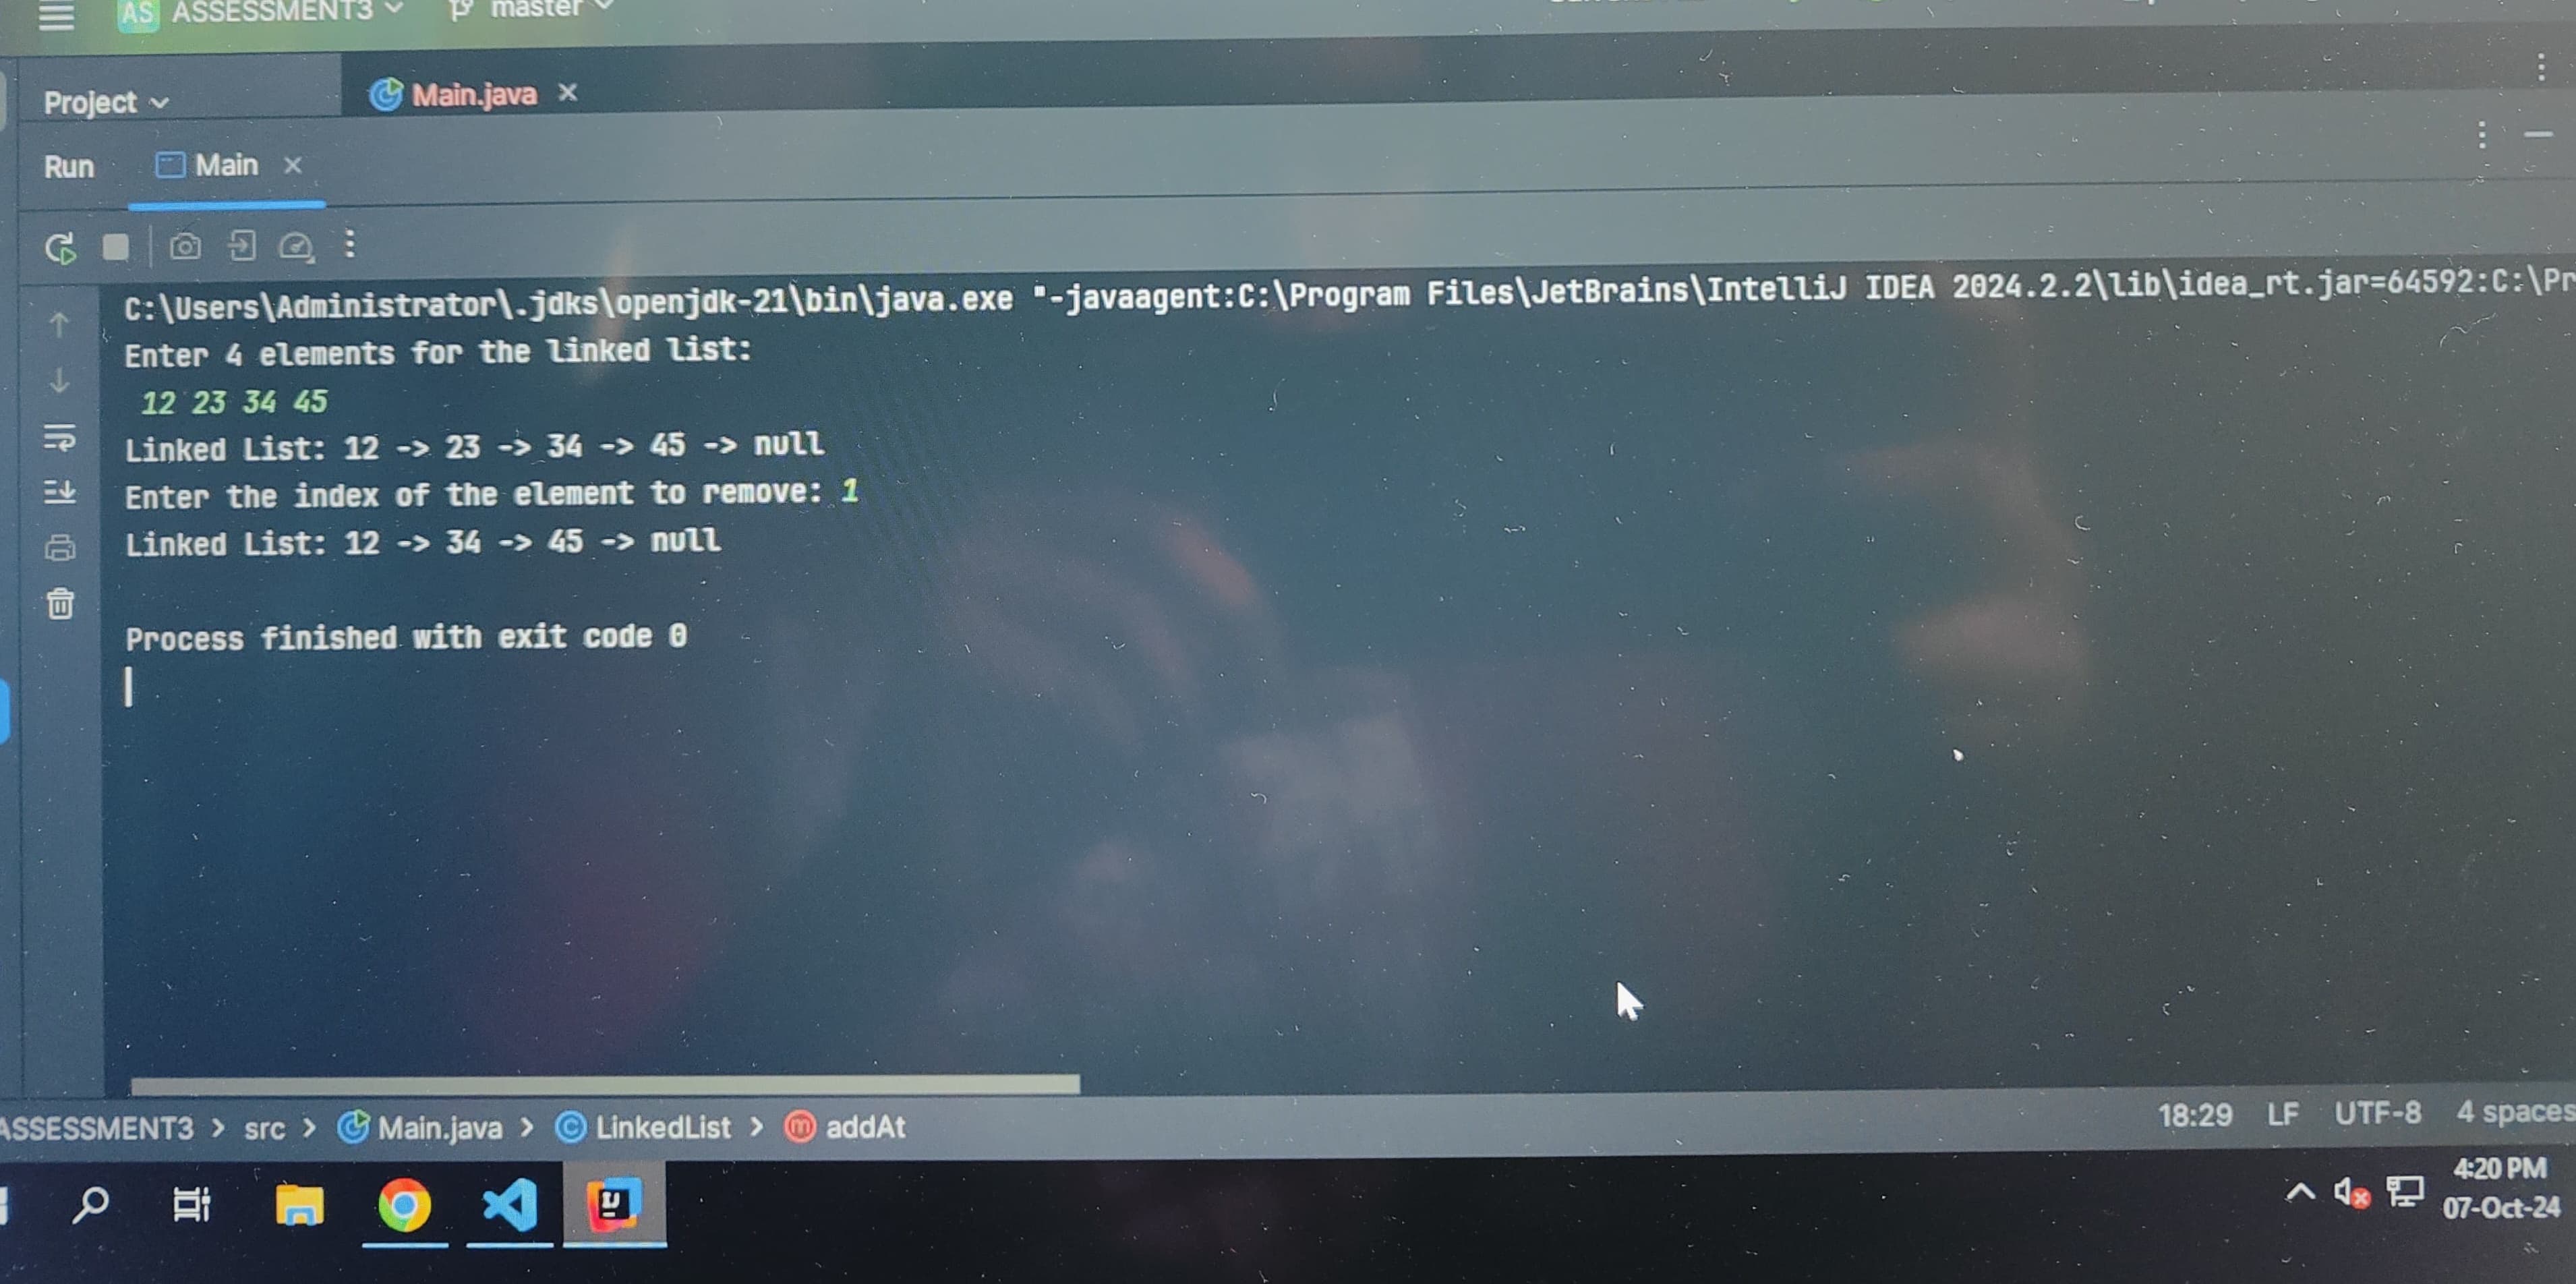 AS ASSESSMENT3 master
Project Main.java
Run Main
C:\Users\Administrator\.jdks\openjdk-21\bin\java.exe "-javaagent:C:\Program Files\JetBrains\IntelliJ IDEA 2024.2.2\lib\idea_rt.jar=64592:C:\Pr
Enter 4 elements for the linked list:
12 23 34 45
Linked List: 12 -> 23 -> 34 -> 45 -> null
Enter the index of the element to remove: 1
Linked List: 12 -> 34 -> 45 -> null
Process finished with exit code 0
ASSESSMENT3 > src > Main.java > LinkedList > addAt 18:29 LF UTF-8 4 spaces
4:20 PM
07-Oct-24